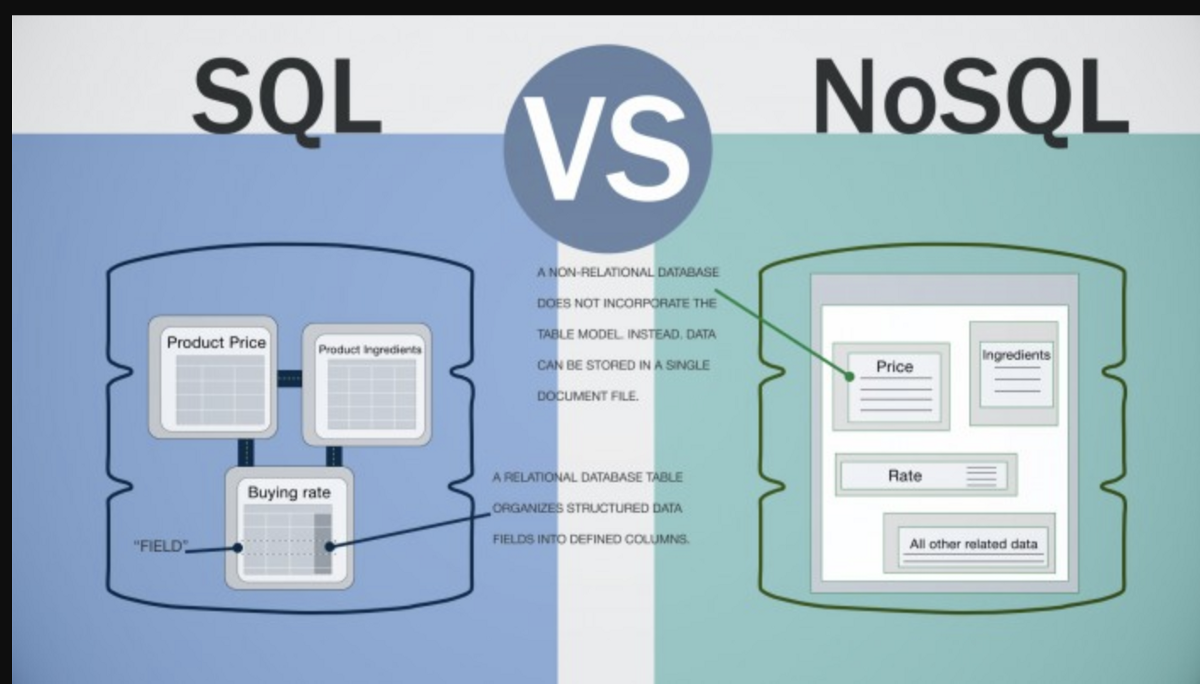 SQL
VS
NoSQL
A NON-RELATIONAL DATABASE
DOES NOT INCORPORATE THE
TABLE MODEL. INSTEAD. DATA
CAN BE STORED IN A SINGLE
DOCUMENT FILE.
Product Price
Product Ingredients
Buying rate
"FIELD"
A RELATIONAL DATABASE TABLE
ORGANIZES STRUCTURED DATA
FIELDS INTO DEFINED COLUMNS.
Price
Ingredients
Rate
All other related data